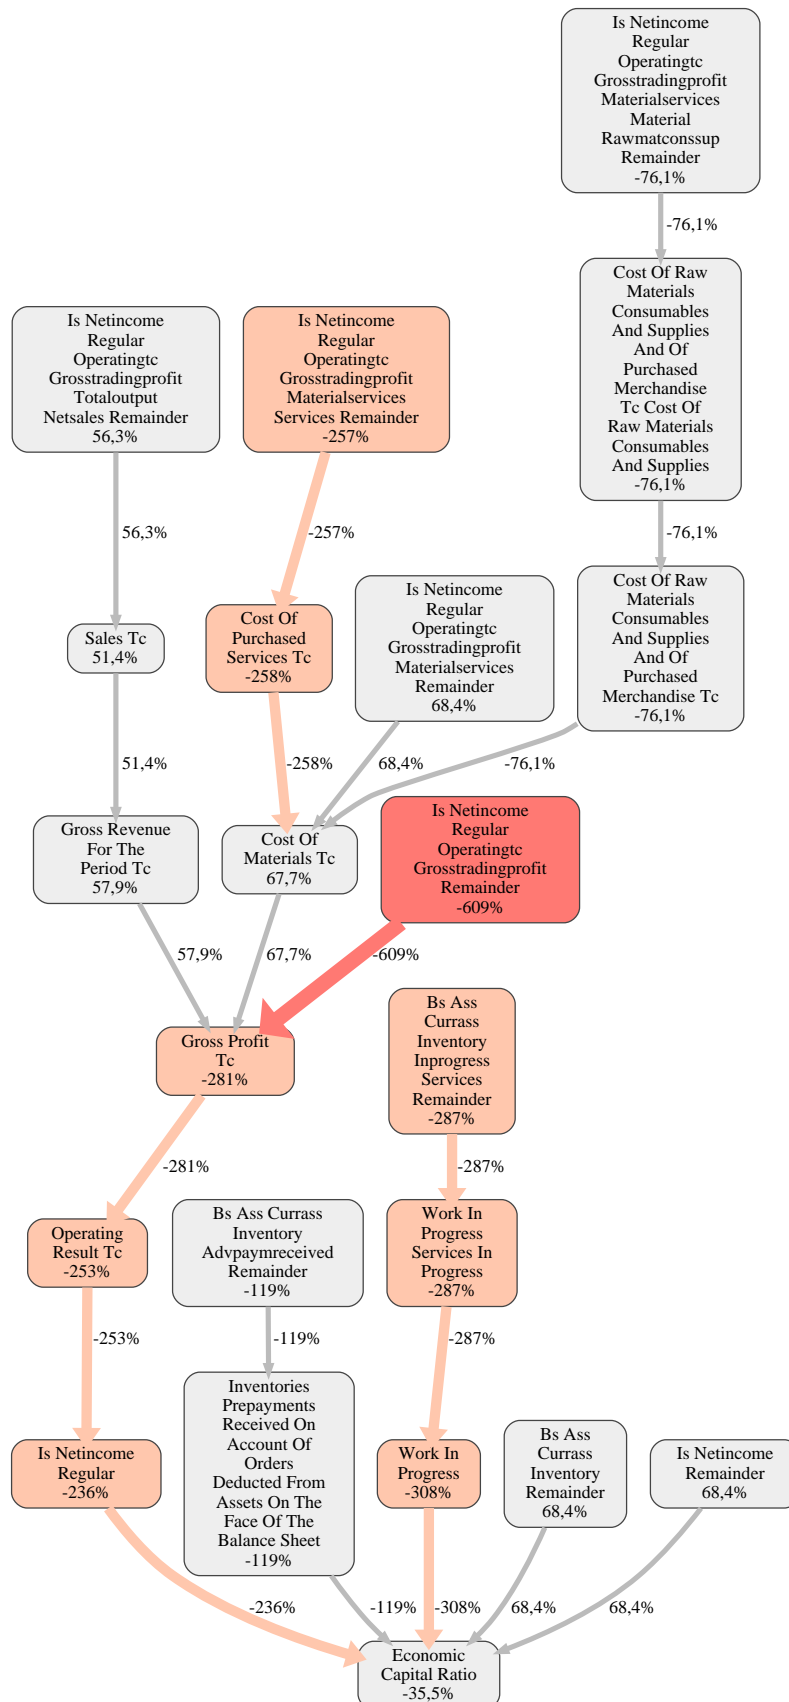 Is Netincome
Regular
Operatingtc
Grosstradingprofit
Materialservices
Material
Rawmatconssup
Remainder
-76,1%
-76,1%
Cost Of Raw
Materials
Consumables
And Supplies
And Of
Purchased
Merchandise
Tc Cost Of
Raw Materials
Consumables
And Supplies
-76,1%
Is Netincome
Regular
Operatingtc
Grosstradingprofit
Totaloutput
Netsales Remainder
56,3%
Is Netincome
Regular
Operatingtc
Grosstradingprofit
Materialservices
Services Remainder
-257%
56,3%
-257%
-76,1%
Cost Of Raw
Materials
Consumables
And Supplies
And Of
Purchased
Merchandise Tc
-76,1%
Is Netincome
Regular
Operatingtc
Grosstradingprofit
Materialservices
Remainder
68,4%
Cost Of
Purchased
Services Tc
-258%
Sales Tc
51,4%
51,4%
-258%
68,4%
-76,1%
Gross Revenue
For The
Period Tc
57,9%
Cost Of
Materials Tc
67,7%
Is Netincome
Regular
Operatingtc
Grosstradingprofit
Remainder
-609%
57,9%
67,7%
-609%
Gross Profit
Tc
-281%
Bs Ass
Currass
Inventory
Inprogress
Services
Remainder
-287%
-281%
-287%
Operating
Result Tc
-253%
Bs Ass Currass
Inventory
Advpaymreceived
Remainder
-119%
Work In
Progress
Services In
Progress
-287%
-253%
-119%
-287%
Is Netincome
Regular
-236%
Inventories
Prepayments
Received On
Account Of
Orders
Deducted From
Assets On The
Face Of The
Balance Sheet
-119%
Work In
Progress
-308%
Bs Ass
Currass
Inventory
Remainder
68,4%
Is Netincome
Remainder
68,4%
-236%
-119%
-308%
68,4%
68,4%
Economic
Capital Ratio
-35,5%